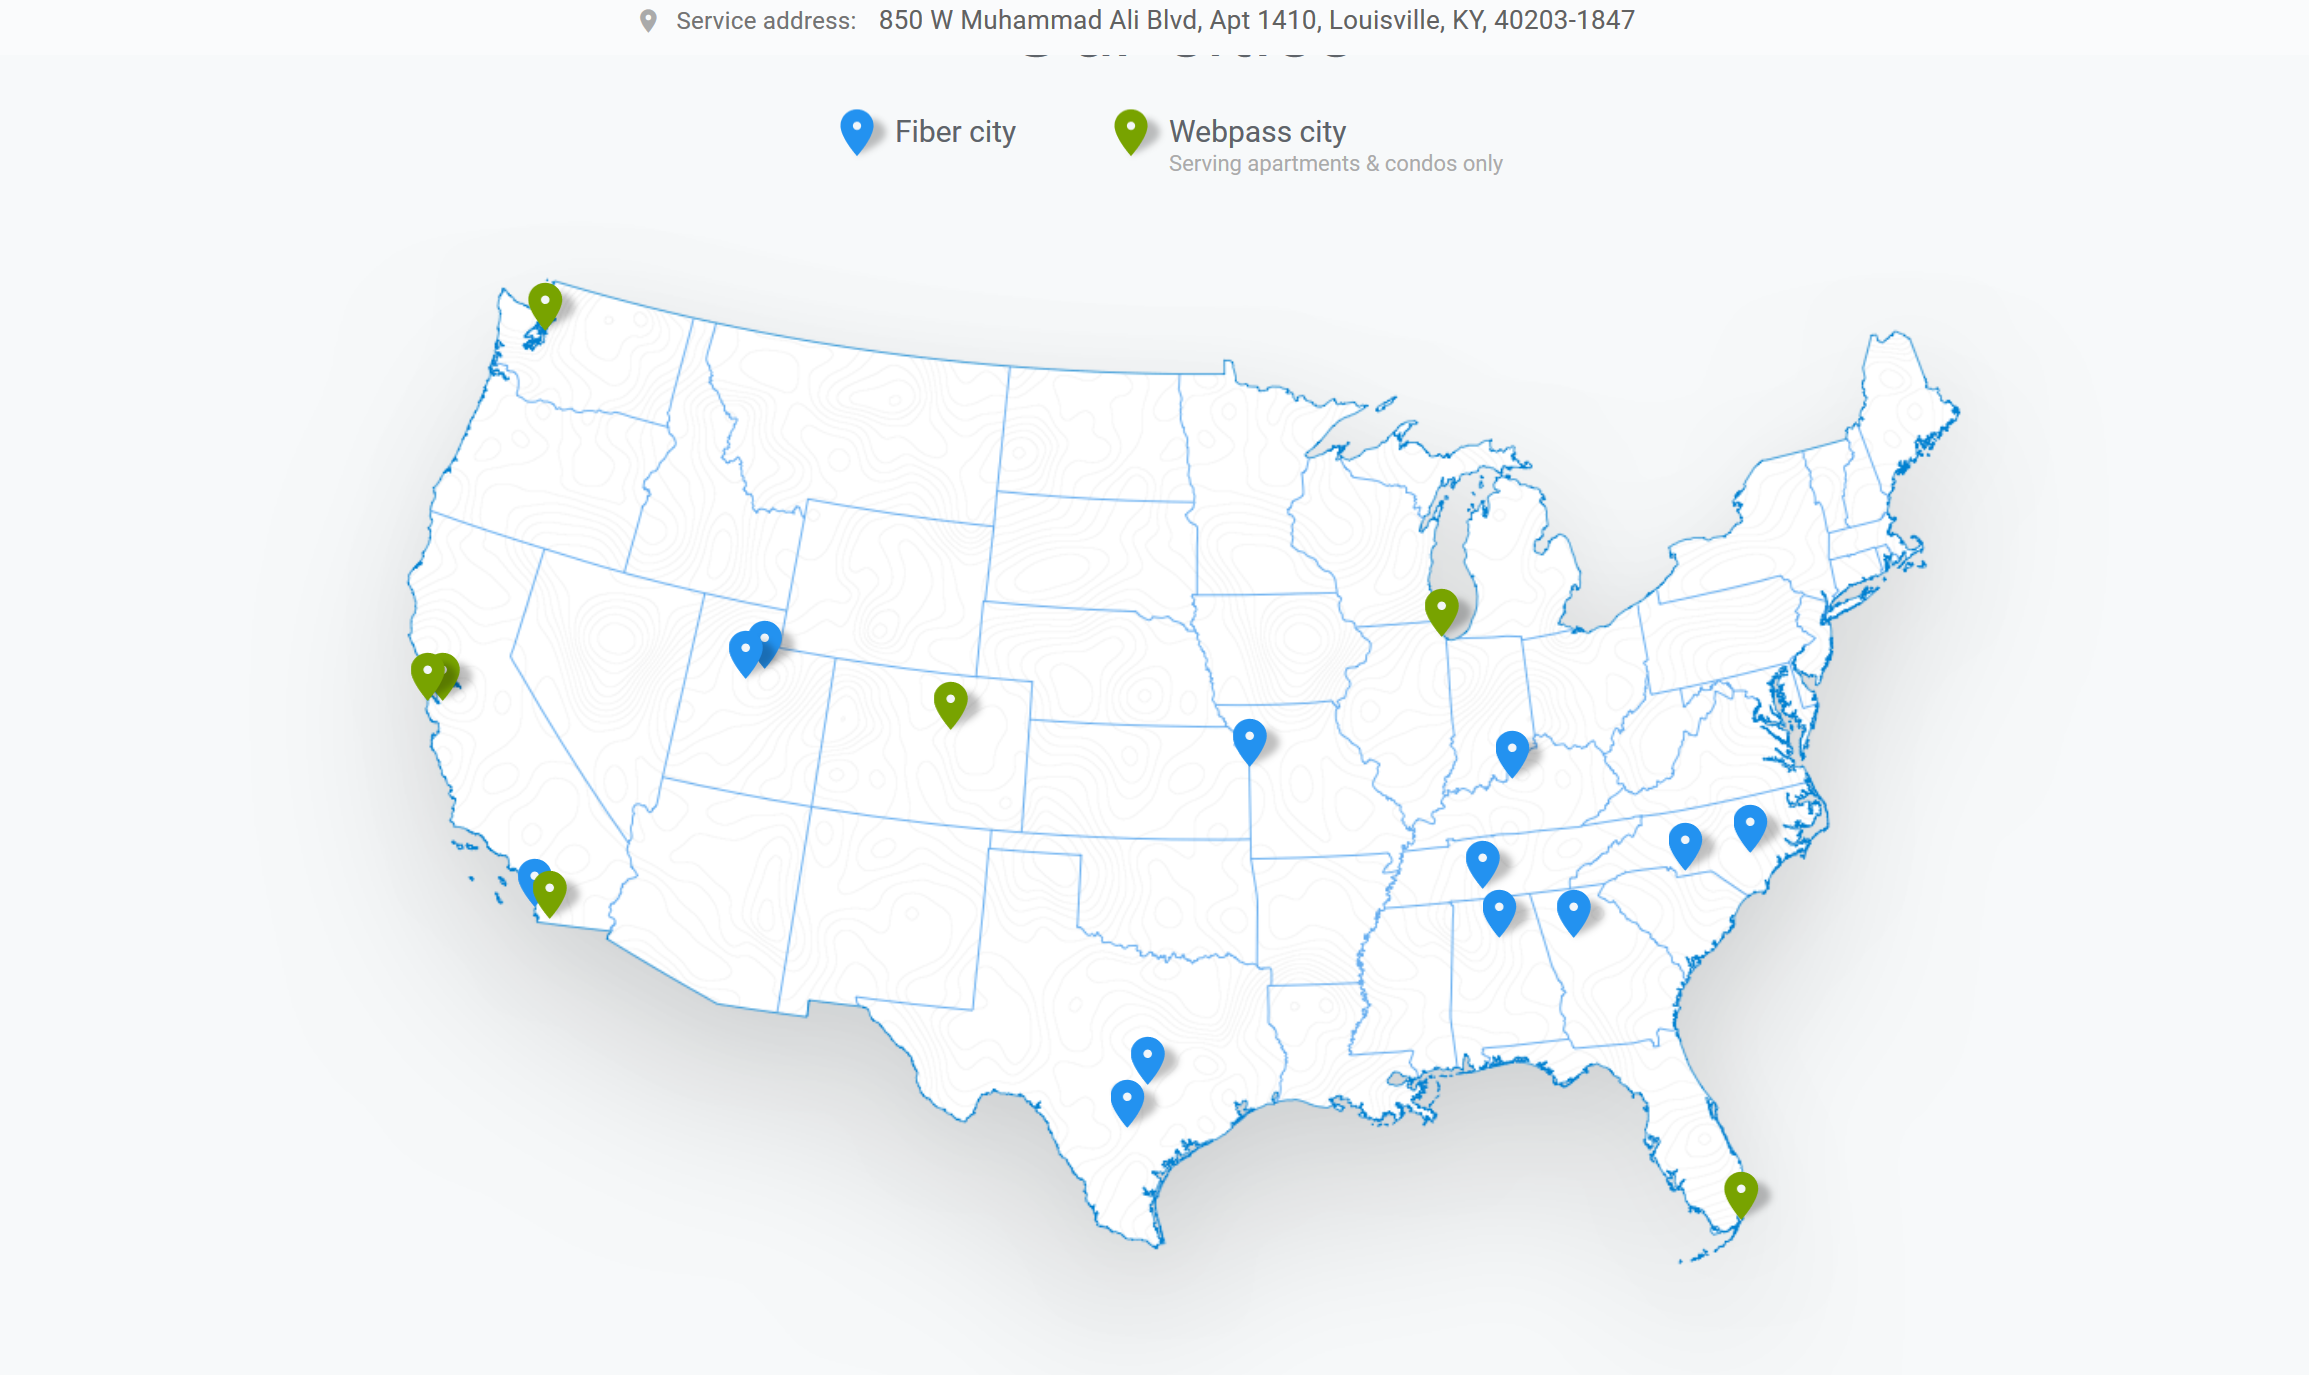 Service address: 850 W Muhammad Ali Blvd, Apt 1410, Louisville, KY, 40203-1847
Fiber city
Webpass city
Serving apartments & condos only